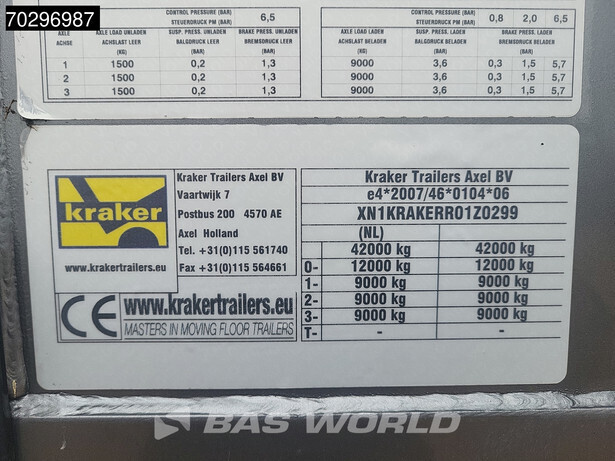 70296987
CONTROL PRESSURE (BAR)
STEUERDRUCK PM (BAR)
6,5
CONTROL PRESSURE (BAR)
STEUERDRUCK PM (BAR)
0,8 2,0 6,5
AXLE AXLE LOAD UNLADEN SUSP. PRESS. UNLADEN BRAKE PRESS. UNLADEN AXLE LOAD LADEN SUSP. PRESS. LADEN BRAKE PRESS. LADEN
ACHSE ACHSLAST LEER BALGDRUCK LEER BREMSDRUCK LEER ACHSLAST BELADEN BALGDRUCK BELADEN BREMSDRUCK BELADEN
(KG) (BAR) (BAR) (KG) (BAR) (BAR)
1 1500 0,2 1,3 9000 3,6 0,3 1,5 5,7
2 1500 0,2 1,3 9000 3,6 0,3 1,5 5,7
3 1500 0,2 1,3 9000 3,6 0,3 1,5 5,7
kraker
www.krakertrailers.eu
Kraker Trailers Axel BV
Vaartwijk 7
Postbus 200 4570 AE
Axel Holland
Tel. +31(0)115 561740
Fax +31(0)115 564661
CE
www.krakertrailers.eu
MASTERS IN MOVING FLOOR TRAILERS
Kraker Trailers Axel BV
e4*2007/46*0104*06
XN1KRAKERR01Z0299
(NL)
42000 kg 42000 kg
0- 12000 kg 12000 kg
1- 9000 kg 9000 kg
2- 9000 kg 9000 kg
3- 9000 kg 9000 kg
T- - -
BAS WORLD